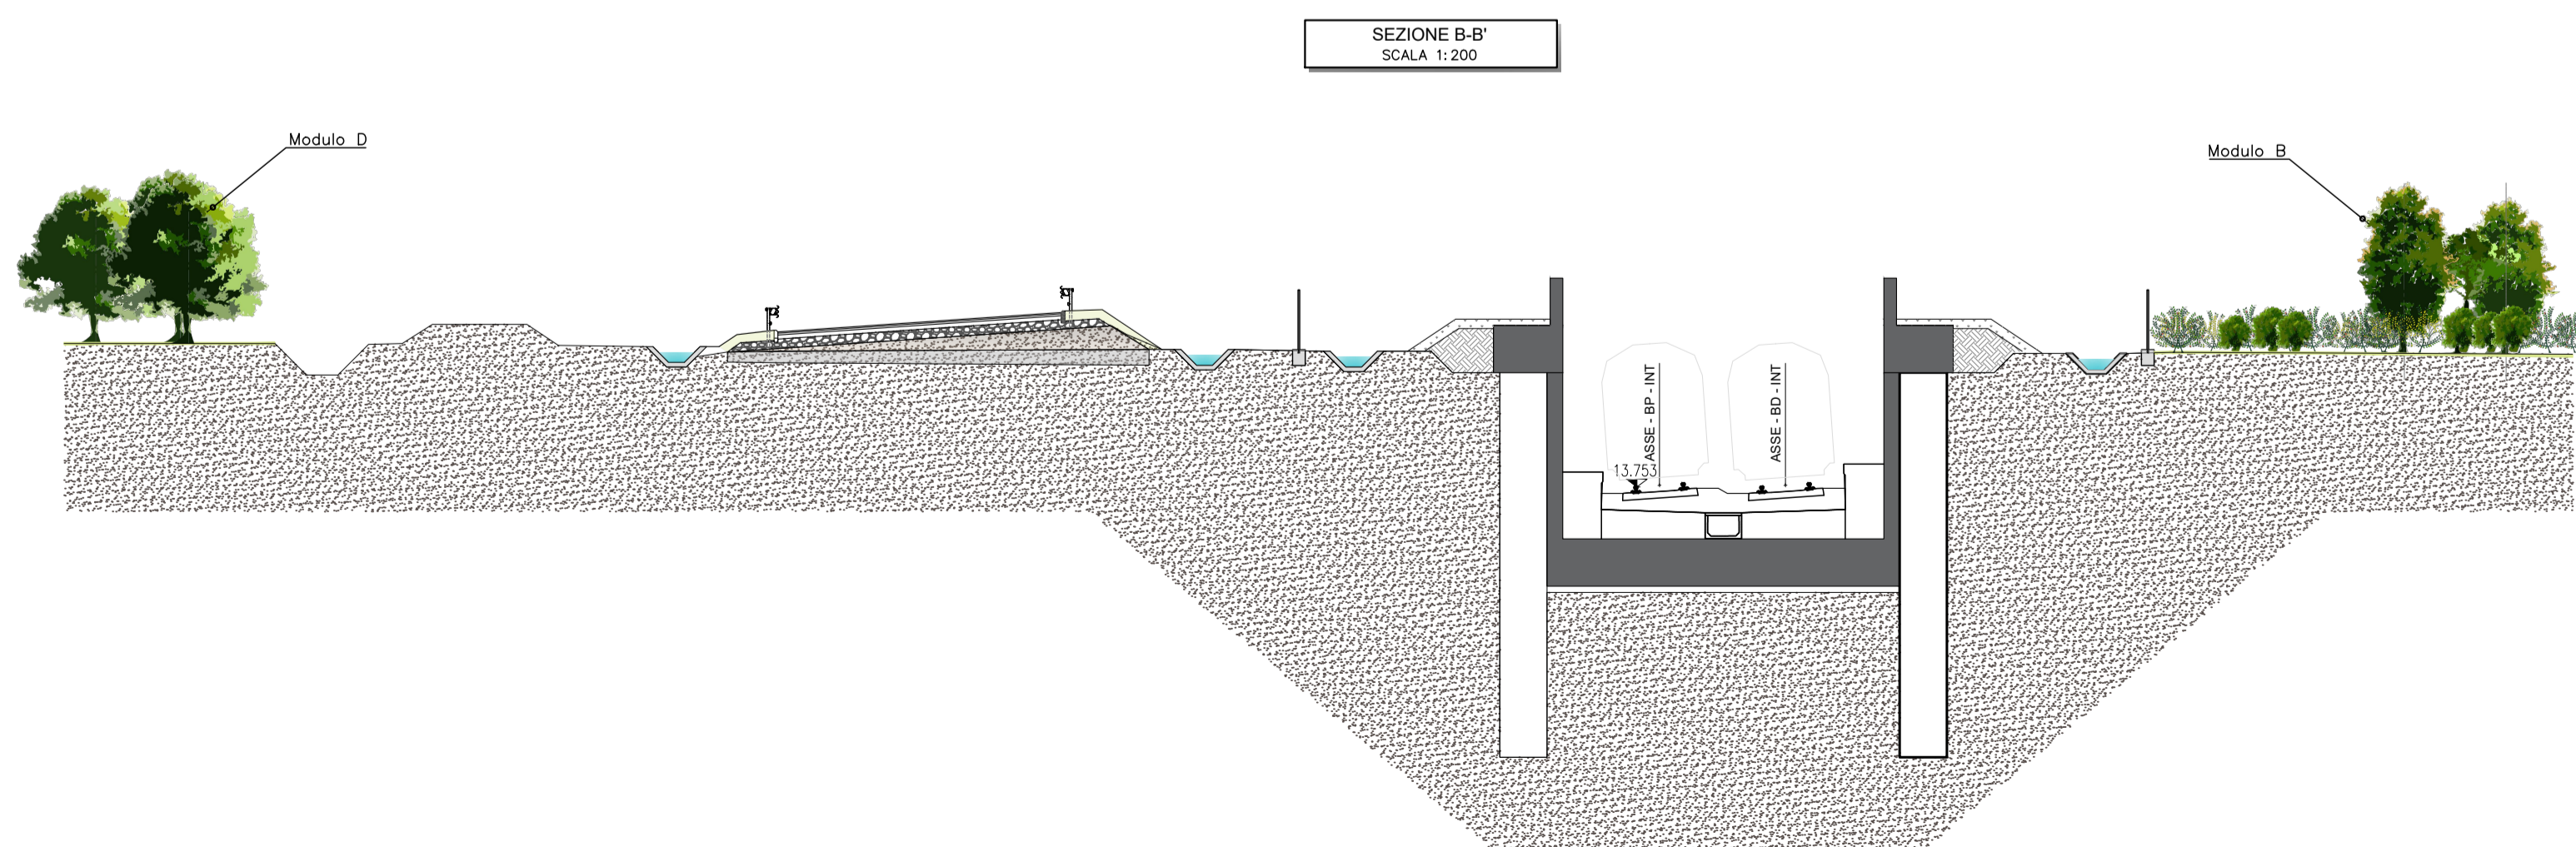 SEZIONE B-B'
SCALA 1:200
Modulo D
Modulo B
ASSE - BP - INT
ASSE - BD - INT
13.753